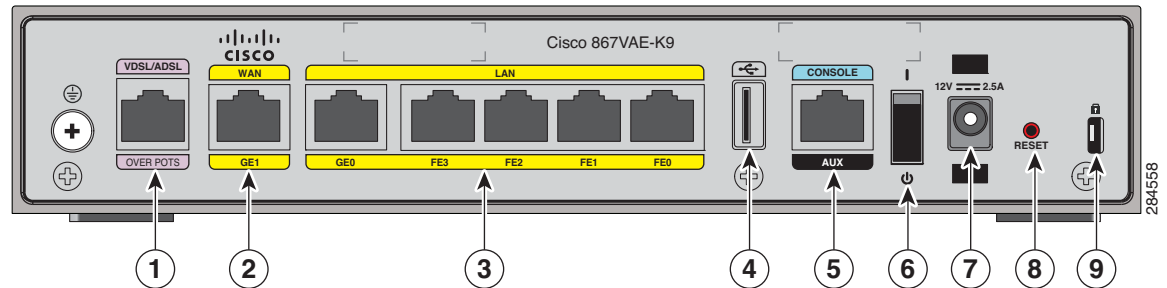 Cisco 867VAE-K9
CISCO
VDSL/ADSL
WAN
LAN
CONSOLE
12V 2.5A
RESET
OVER POTS
GE1
GE0
FE3
FE2
FE1
FE0
AUX
284558
1
2
3
4
5
6
7
8
9